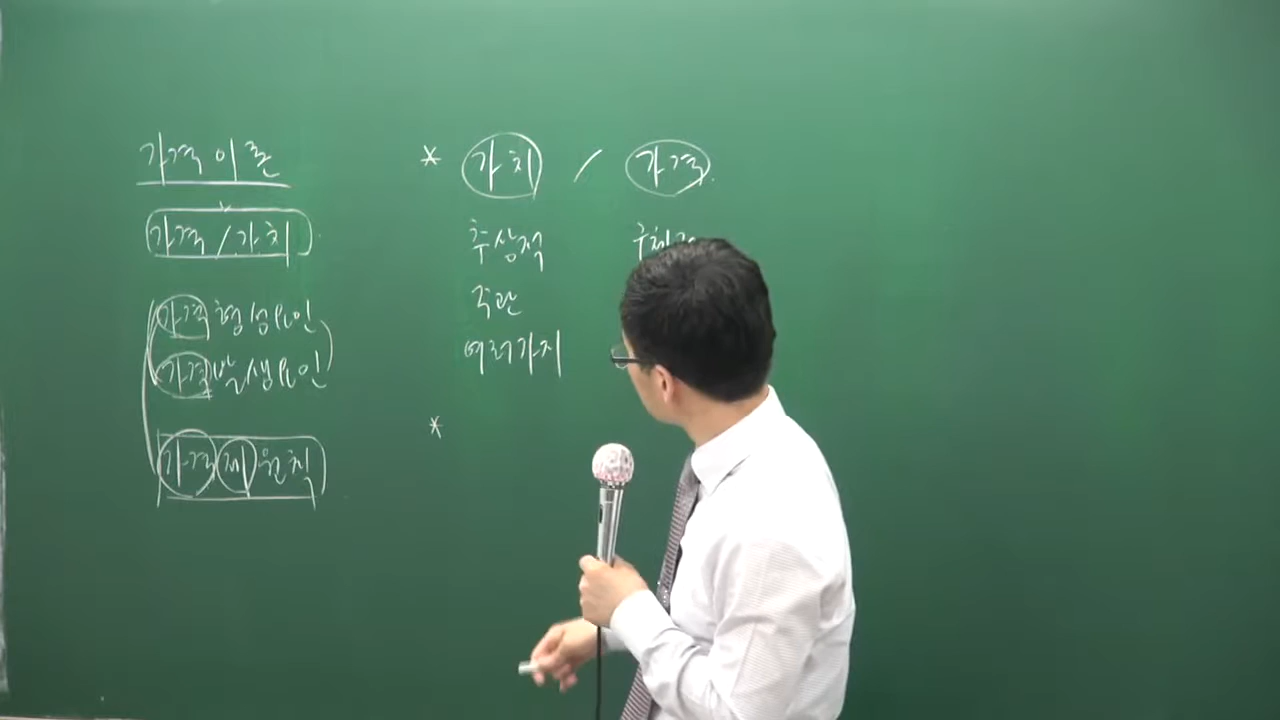 가격 이론
가격 / 가치
가격형성요인
가격발생요인
가격제원칙
* 가치 / 가격
추상적 구체적
주관
여러가지
*